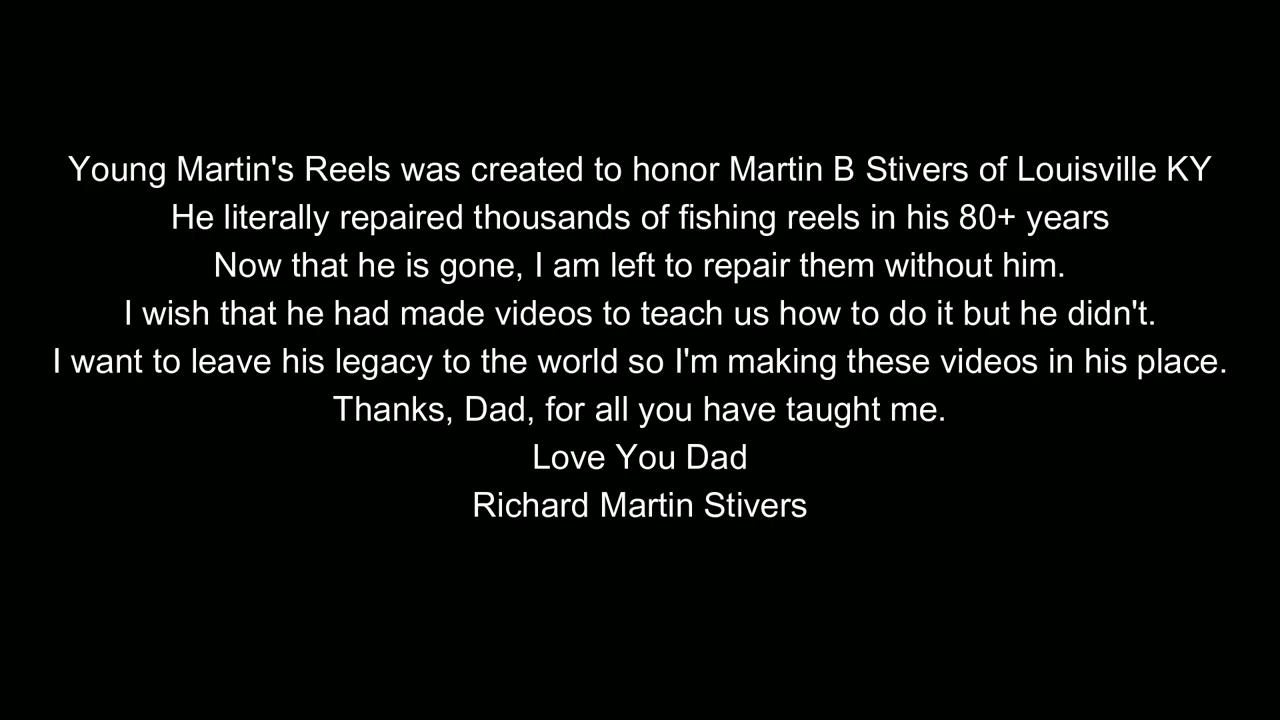 Young Martin's Reels was created to honor Martin B Stivers of Louisville KY
He literally repaired thousands of fishing reels in his 80+ years
Now that he is gone, I am left to repair them without him.
I wish that he had made videos to teach us how to do it but he didn't.
I want to leave his legacy to the world so I'm making these videos in his place.
Thanks, Dad, for all you have taught me.
Love You Dad
Richard Martin Stivers